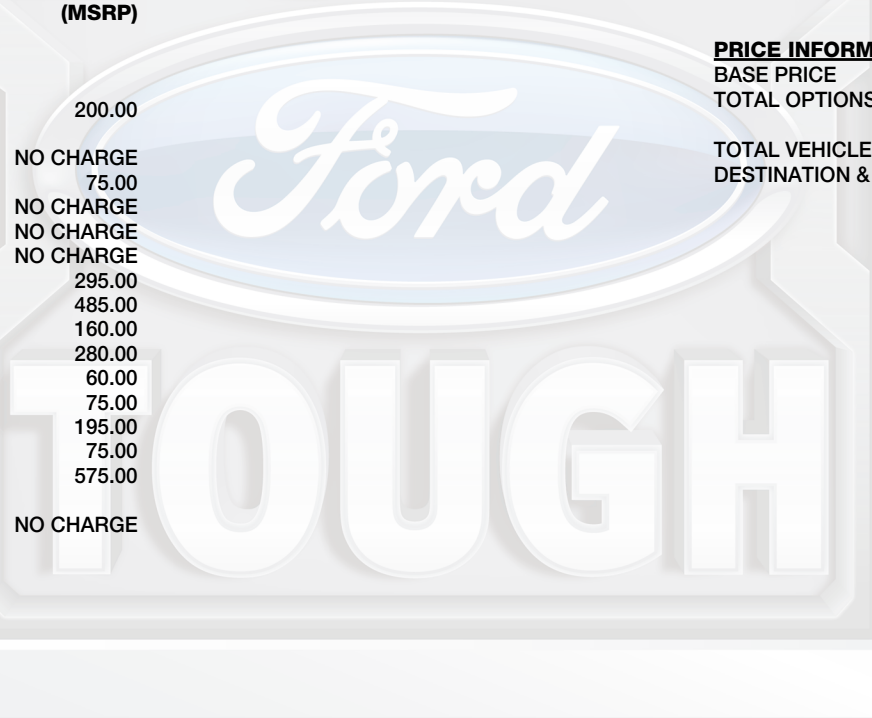 (MSRP)
200.00
NO CHARGE
75.00
NO CHARGE
NO CHARGE
NO CHARGE
295.00
485.00
160.00
280.00
60.00
75.00
195.00
75.00
575.00
NO CHARGE
PRICE INFORM
BASE PRICE
TOTAL OPTIONS
TOTAL VEHICLE
DESTINATION &
Ford
TOUGH